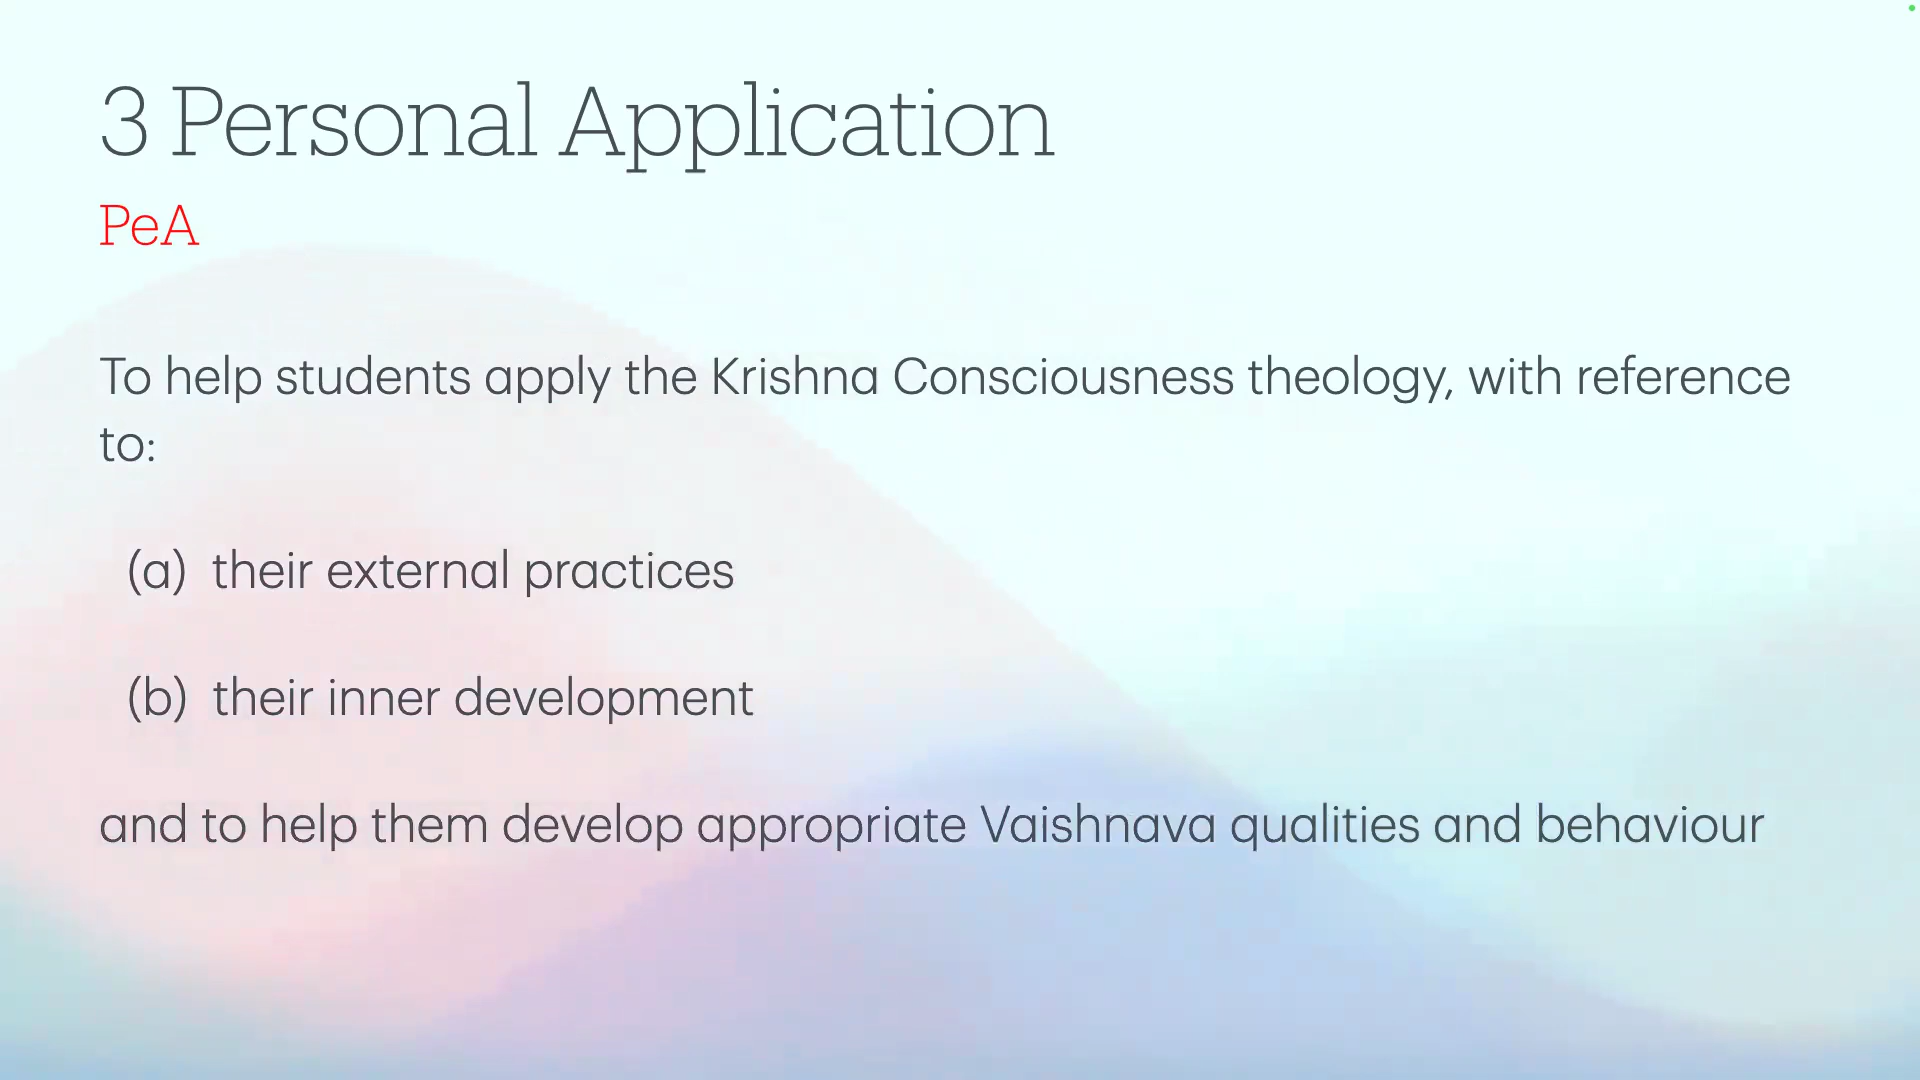 3 Personal Application
PeA
To help students apply the Krishna Consciousness theology, with reference
to:
(a) their external practices
(b) their inner development
and to help them develop appropriate Vaishnava qualities and behaviour